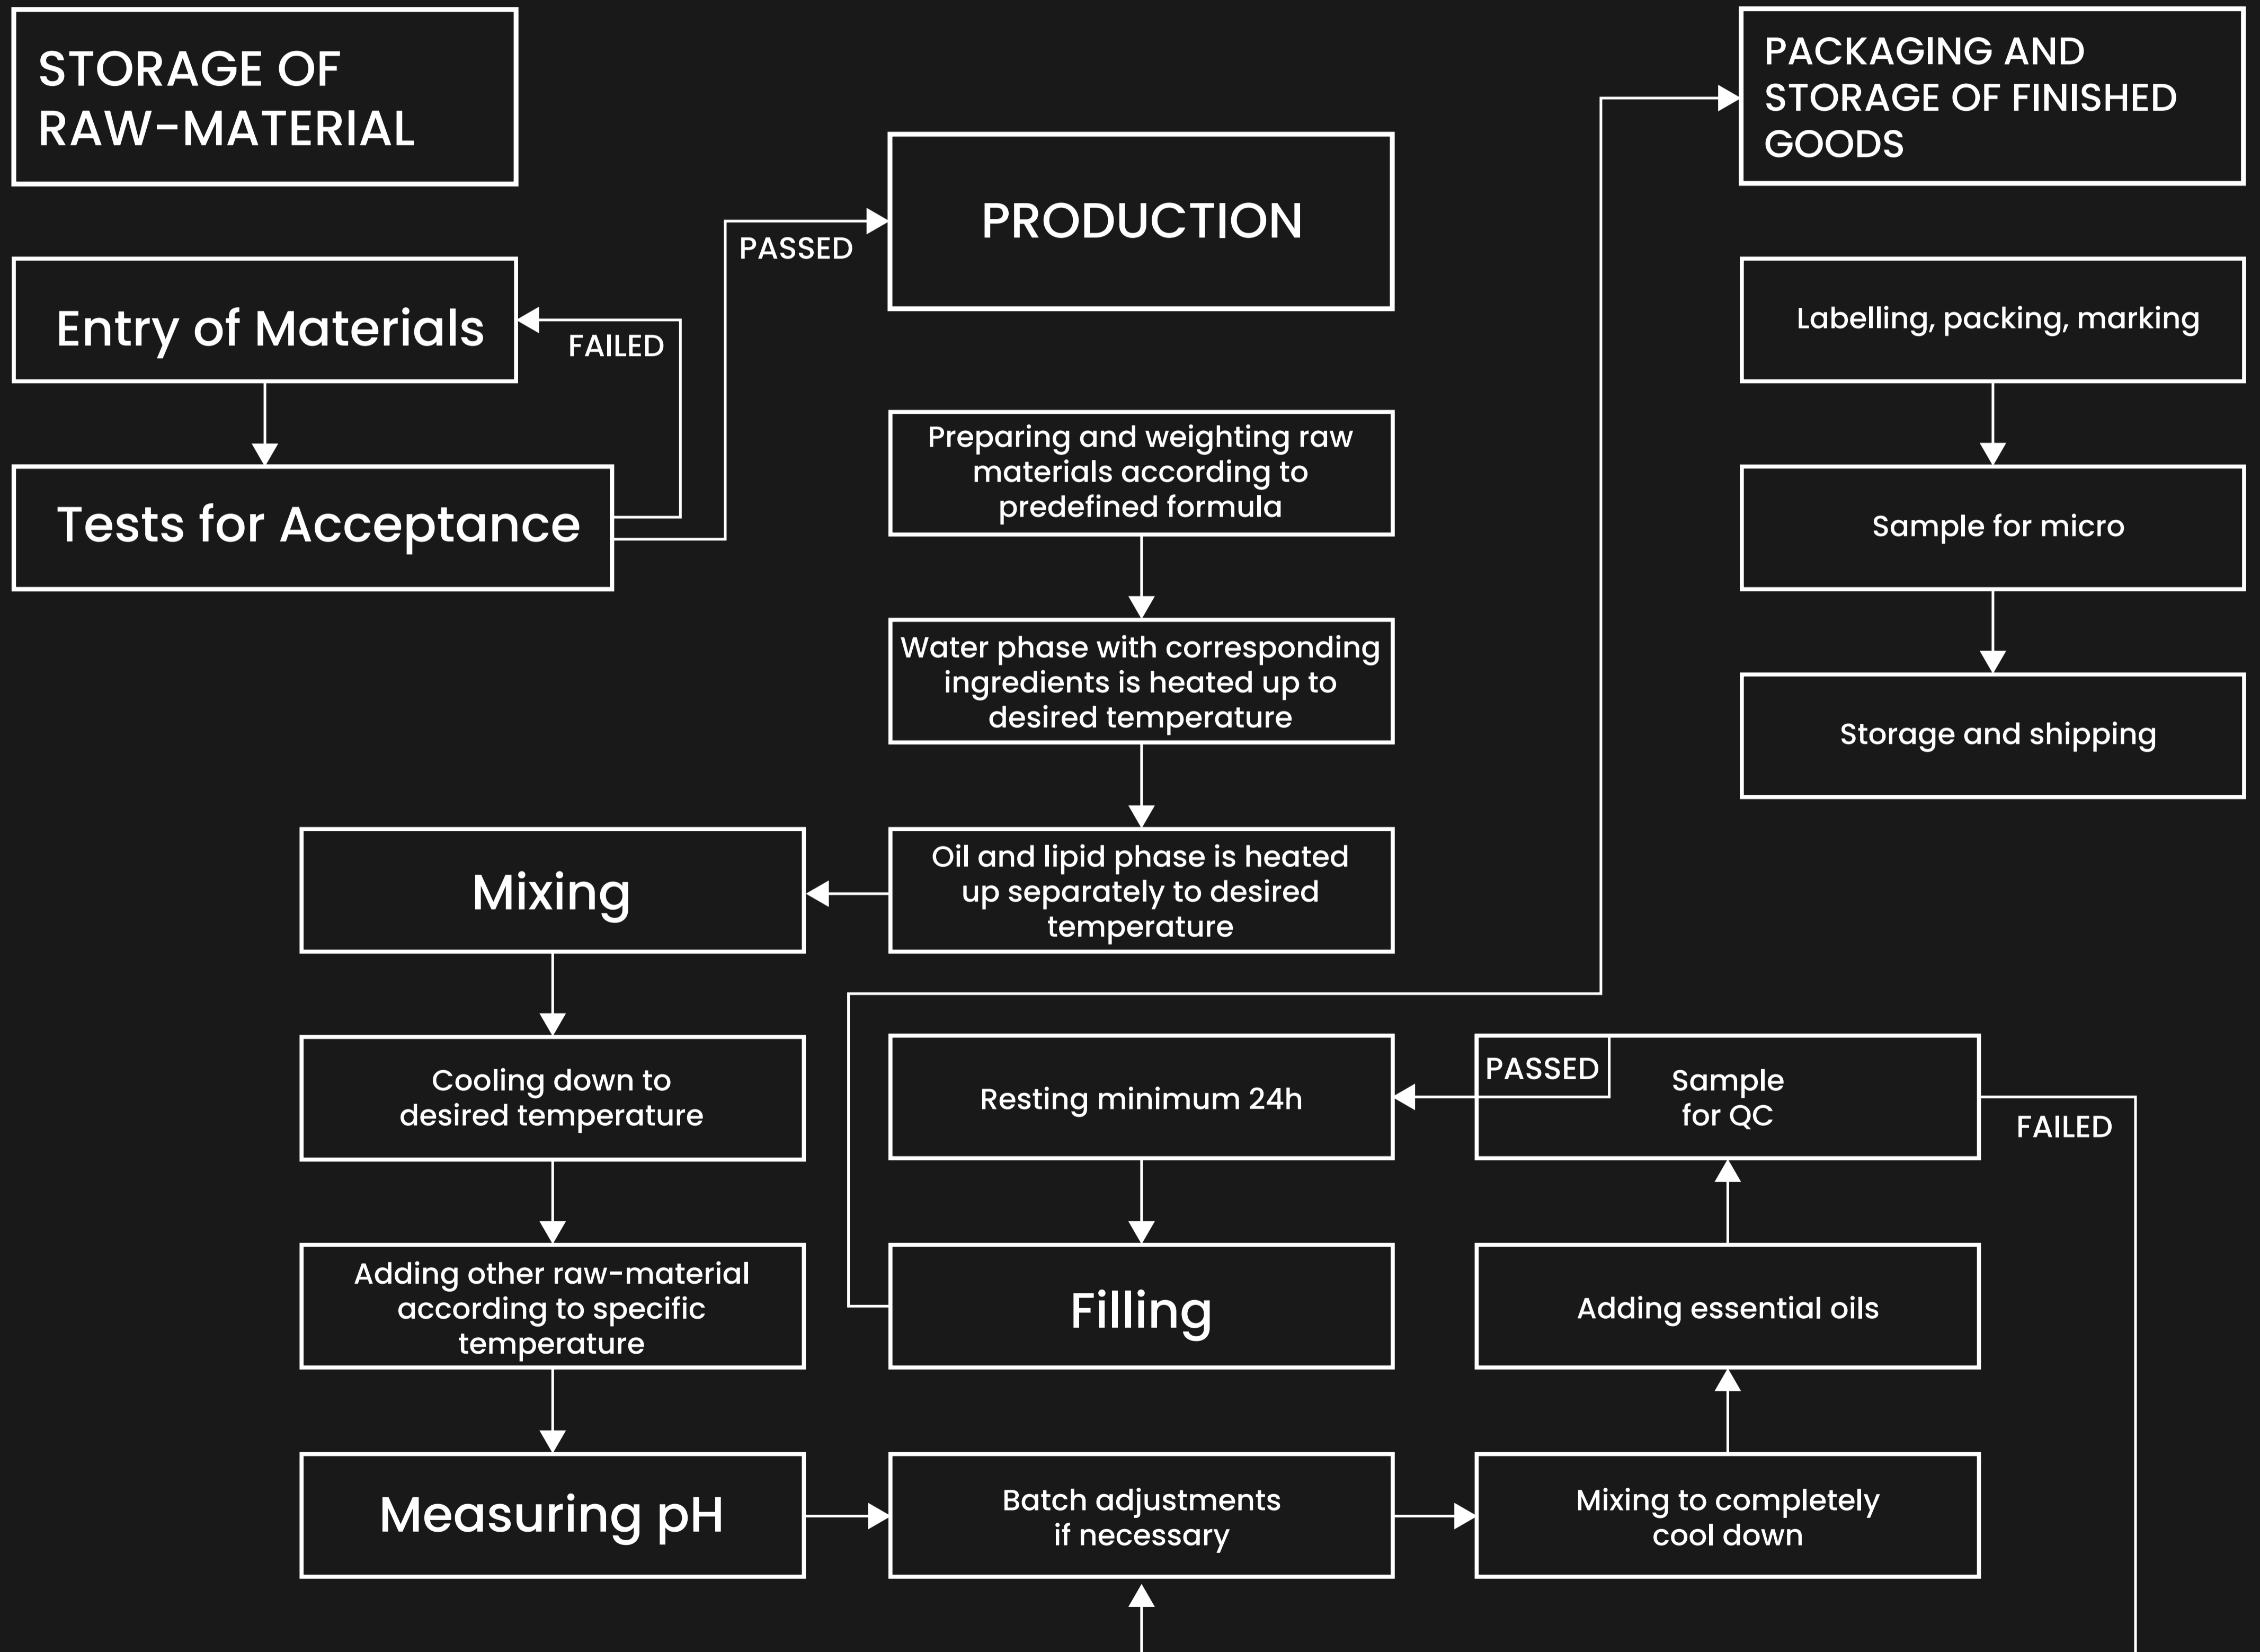 STORAGE OF
RAW-MATERIAL
Entry of Materials
FAILED
Tests for Acceptance
PASSED
PRODUCTION
Preparing and weighting raw
materials according to
predefined formula
Water phase with corresponding
ingredients is heated up to
desired temperature
Oil and lipid phase is heated
up separately to desired
temperature
Mixing
Cooling down to
desired temperature
Adding other raw-material
according to specific
temperature
Measuring pH
Batch adjustments
if necessary
Mixing to completely
cool down
Adding essential oils
Sample
for QC
PASSED
FAILED
Resting minimum 24h
Filling
PACKAGING AND
STORAGE OF FINISHED
GOODS
Labelling, packing, marking
Sample for micro
Storage and shipping